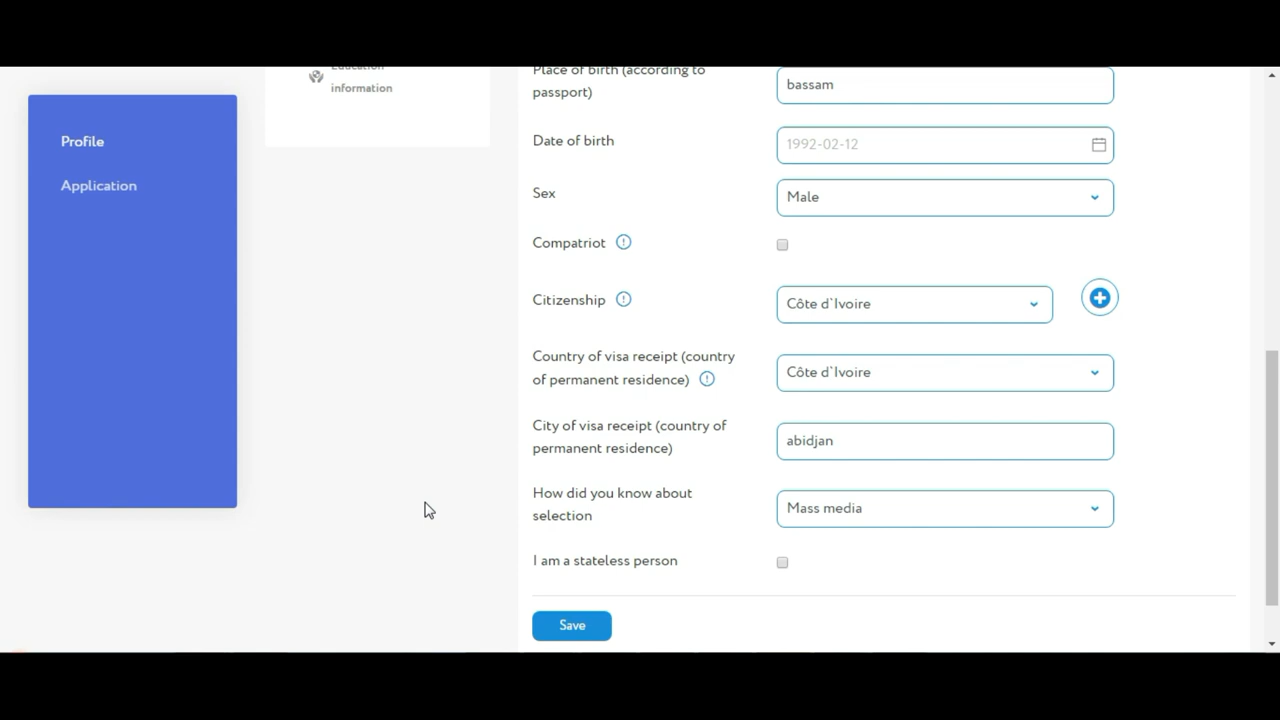 Profile
Application
Education
information
Place of birth (according to
passport)
bassam
Date of birth
1992-02-12
Sex
Male
Compatriot
Citizenship
Côte d`Ivoire
Country of visa receipt (country
of permanent residence)
Côte d`Ivoire
City of visa receipt (country of
permanent residence)
abidjan
How did you know about
selection
Mass media
I am a stateless person
Save